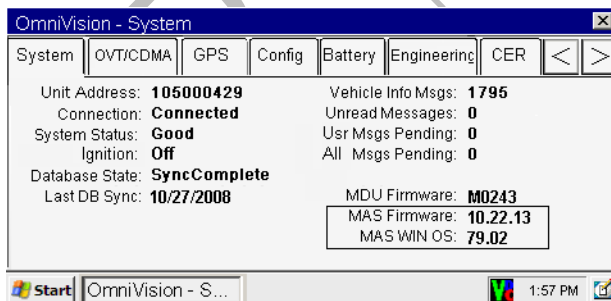 OmniVision - System
System OVT/CDMA GPS Config Battery Engineering CER < >
Unit Address: 105000429
Connection: Connected
System Status: Good
Ignition: Off
Database State: SyncComplete
Last DB Sync: 10/27/2008
Vehicle Info Msgs: 1795
Unread Messages: 0
Usr Msgs Pending: 0
All Msgs Pending: 0
MDU Firmware: M0243
MAS Firmware: 10.22.13
MAS WIN OS: 79.02
Start OmniVision - S... 1:57 PM